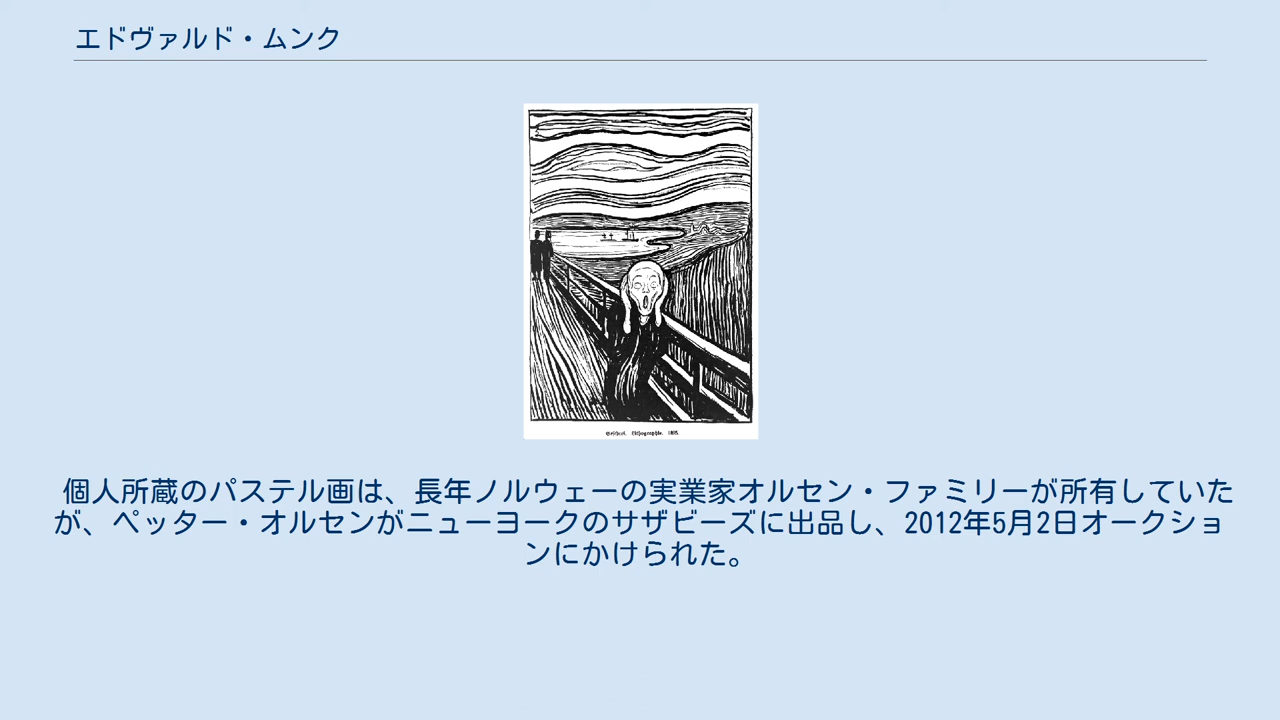 エドヴァルド・ムンク
Geschrei. Lithographie. 1895.
個人所蔵のパステル画は、長年ノルウェーの実業家オルセン・ファミリーが所有していた
が、ペッター・オルセンがニューヨークのサザビーズに出品し、2012年5月2日オークショ
ンにかけられた。